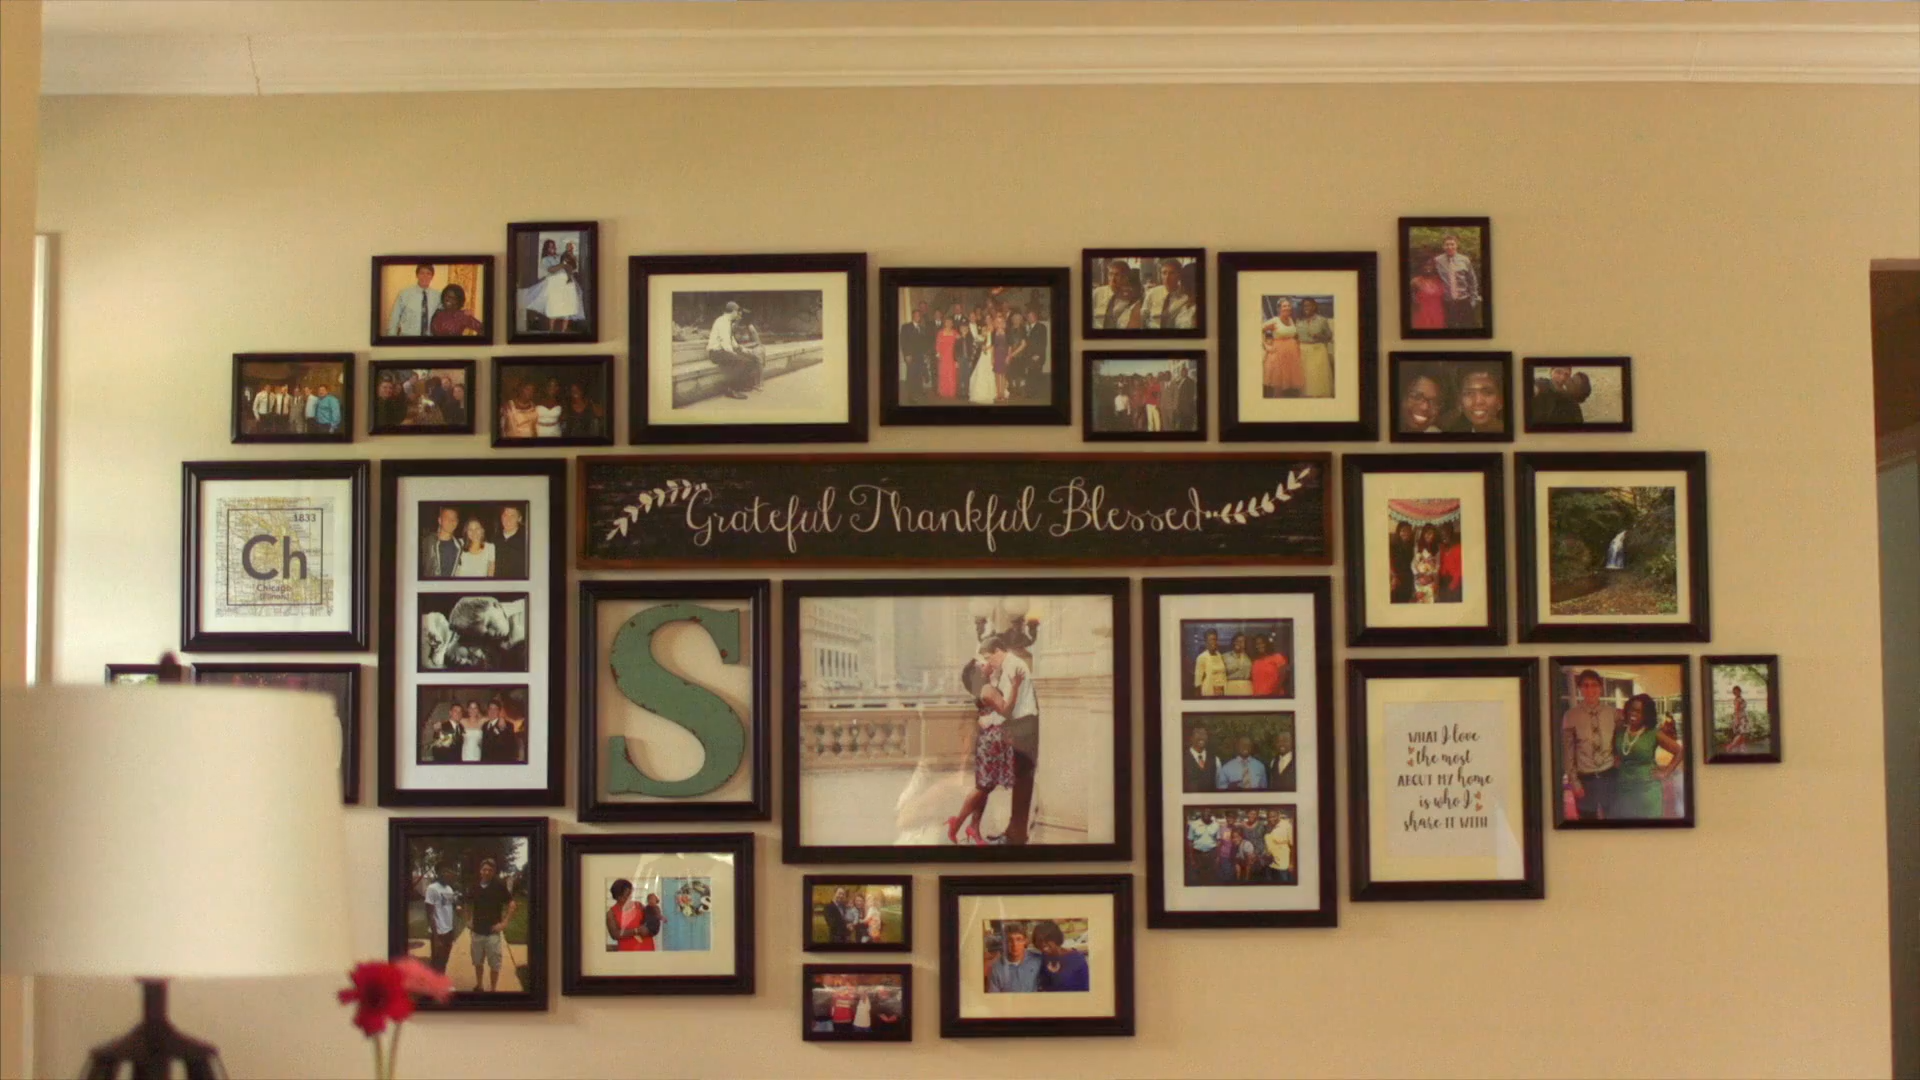 Grateful Thankful Blessed
1833
Ch
Chicago
S
WHAT I love
the most
ABOUT MY home
is who I
share IT WITH